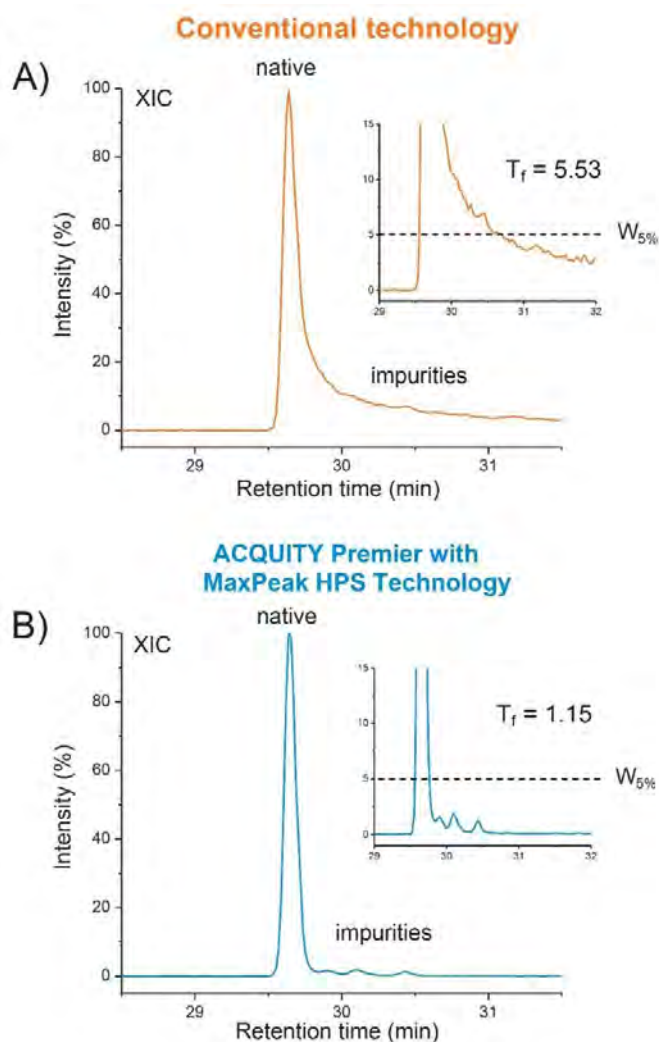 Conventional technology
A)
XIC
native
100
80
60
40
20
0
Intensity (%)
impurities
29
30
31
Retention time (min)
15
10
5
0
29
30
31
32
Tf = 5.53
W5%
ACQUITY Premier with
MaxPeak HPS Technology
B)
XIC
native
100
80
60
40
20
0
Intensity (%)
impurities
29
30
31
Retention time (min)
15
10
5
0
29
30
31
32
Tf = 1.15
W5%